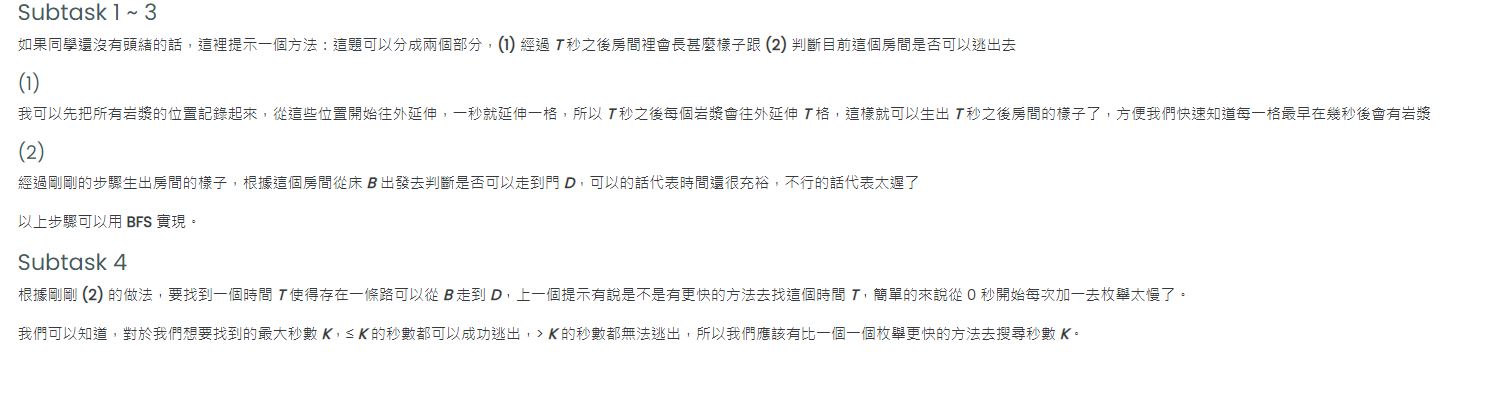 Subtask 1 ~ 3
如果同學還沒有頭緒的話，這裡提示一個方法：這題可以分成兩個部分，(1) 經過 T 秒之後房間裡會長甚麼樣子跟 (2) 判斷目前這個房間是否可以逃出去
(1)
我可以先把所有岩漿的位置記錄起來，從這些位置開始往外延伸，一秒就延伸一格，所以 T 秒之後每個岩漿會往外延伸 T 格，這樣就可以生出 T 秒之後房間的樣子了，方便我們快速知道每一格最早在幾秒後會有岩漿
(2)
經過剛剛的步驟生出房間的樣子，根據這個房間從床 B 出發去判斷是否可以走到門 D，可以的話代表時間還很充裕，不行的話代表太遲了
以上步驟可以用 BFS 實現。
Subtask 4
根據剛剛 (2) 的做法，要找到一個時間 T 使得存在一條路可以從 B 走到 D，上一個提示有說是不是有更快的方法去找這個時間 T，簡單的來說從 0 秒開始每次加一去枚舉太慢了。
我們可以知道，對於我們想要找到的最大秒數 K，≤ K 的秒數都可以成功逃出，> K 的秒數都無法逃出，所以我們應該有比一個一個枚舉更快的方法去搜尋秒數 K。